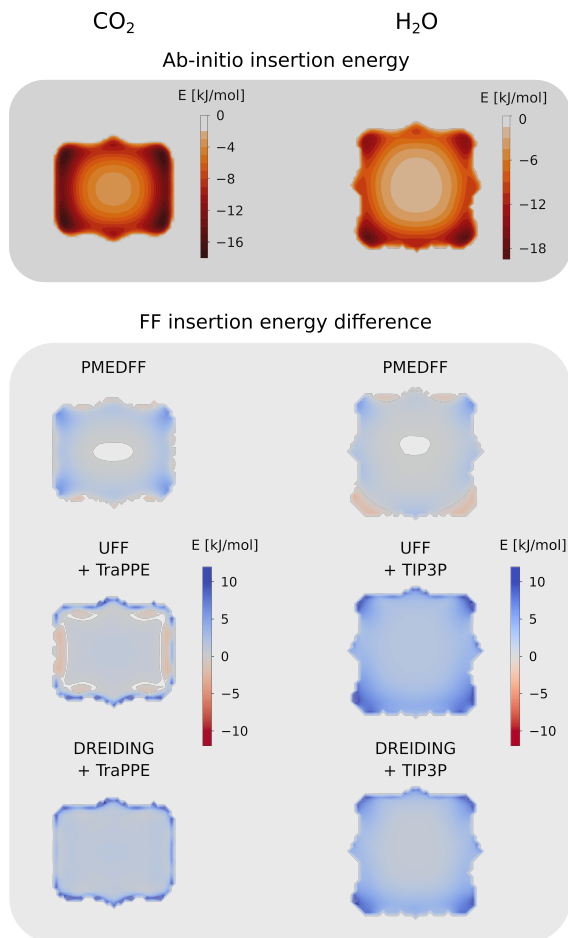 CO₂ H₂O
Ab-initio insertion energy
E [kJ/mol] E [kJ/mol]
0 0
−4
−6
−8
−12 −12
−16 −18
FF insertion energy difference
PMEDFF PMEDFF
UFF E [kJ/mol] UFF E [kJ/mol]
+ TraPPE + TIP3P
10 10
5 5
0 0
−5 −5
−10 −10
DREIDING DREIDING
+ TraPPE + TIP3P